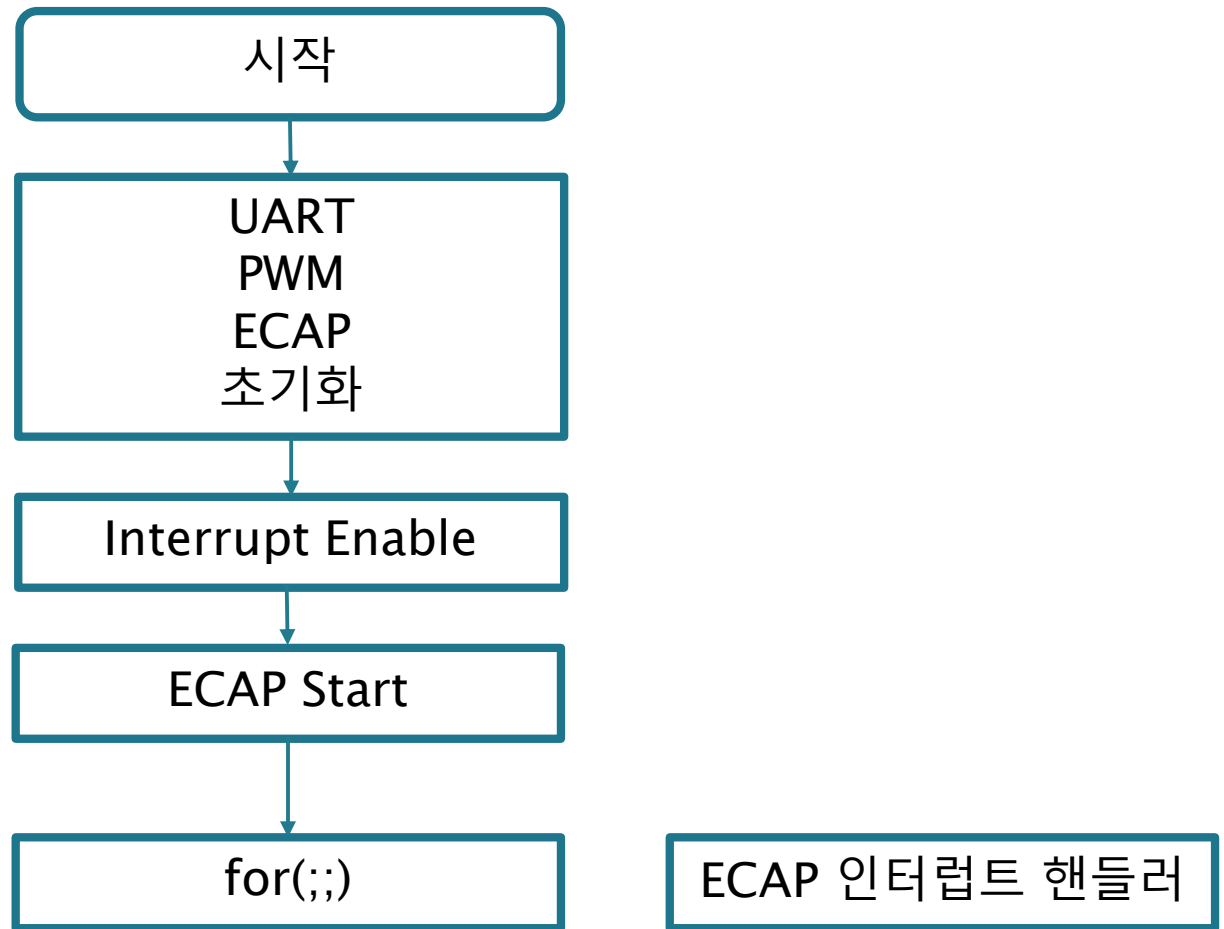 시작
UART
PWM
ECAP
초기화
Interrupt Enable
ECAP Start
for(;;)
ECAP 인터럽트 핸들러